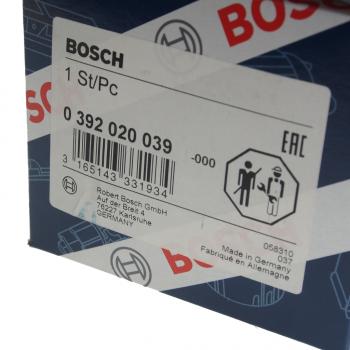 BOSCH
BOSCH
1 St/Pc
0 392 020 039
-000
EAC
3 165143 331934
Robert Bosch GmbH
Auf der Breit 4
76227 Karlsruhe
GERMANY
058310
037
Made in Germany
Fabriqué en Allemagne
BOSCH